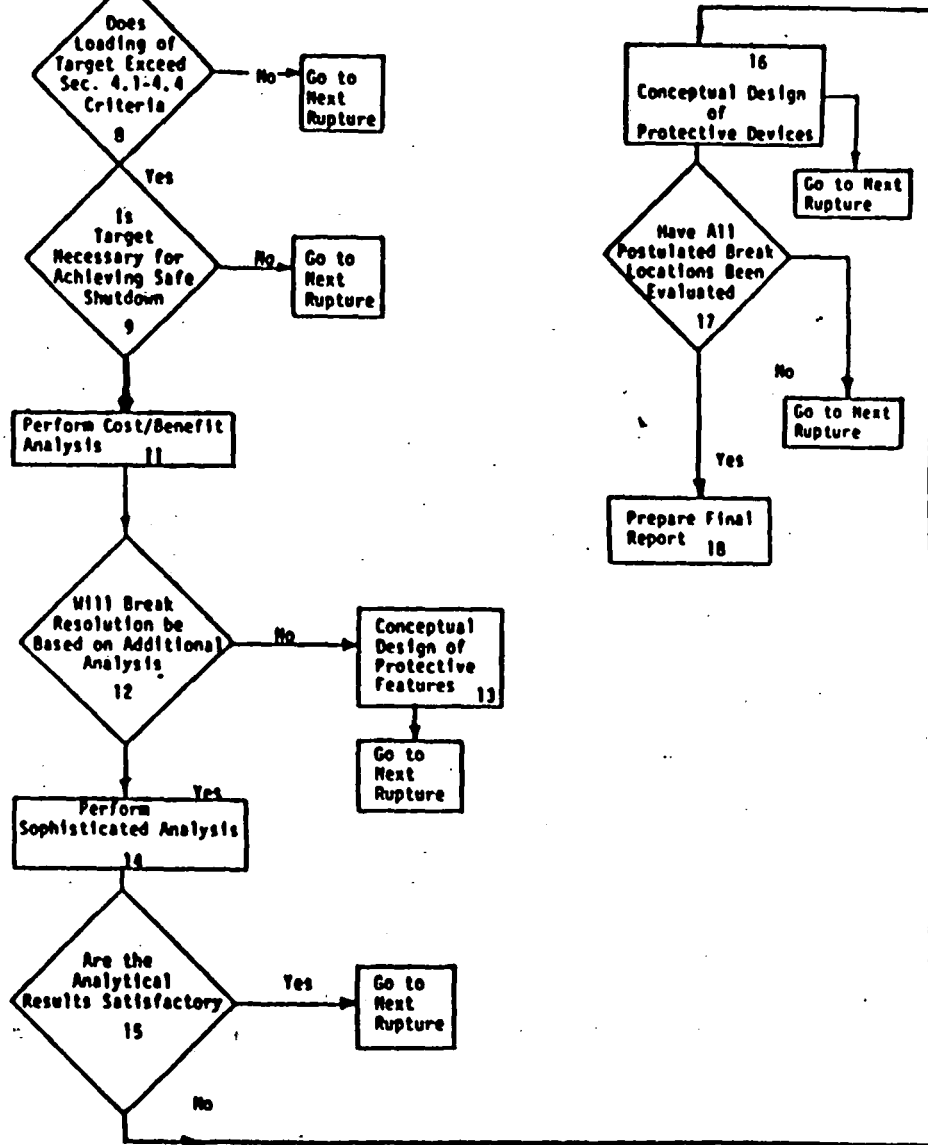 Does
Loading of
Target Exceed
Sec. 4.1-4.4
Criteria
8
No
Go to
Next
Rupture
Yes
Is
Target
Necessary for
Achieving Safe
Shutdown
9
No
Go to
Next
Rupture
Perform Cost/Benefit
Analysis 11
Will Break
Resolution be
Based on Additional
Analysis
12
No
Conceptual
Design of
Protective
Features 13
Go to
Next
Rupture
Yes
Perform
Sophisticated Analysis
14
Are the
Analytical
Results Satisfactory
15
Yes
Go to
Next
Rupture
No
16
Conceptual Design
of
Protective Devices
Go to Next
Rupture
Have All
Postulated Break
Locations Been
Evaluated
17
No
Go to Next
Rupture
Yes
Prepare Final
Report 18